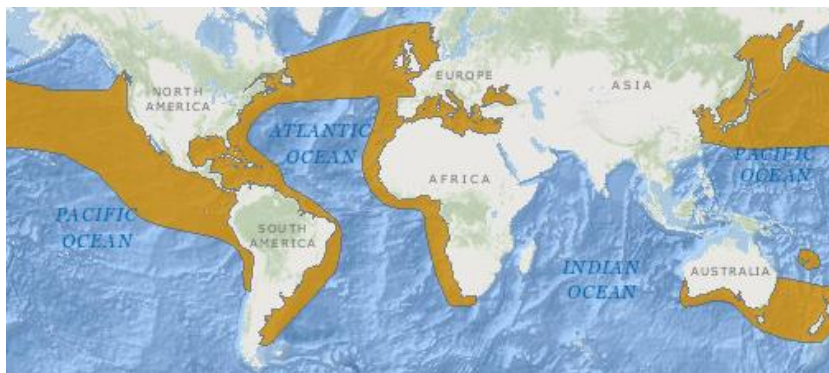 NORTH
AMERICA
EUROPE
ASIA
ATLANTIC
OCEAN
AFRICA
PACIFIC
OCEAN
PACIFIC
OCEAN
SOUTH
AMERICA
INDIAN
OCEAN
AUSTRALIA